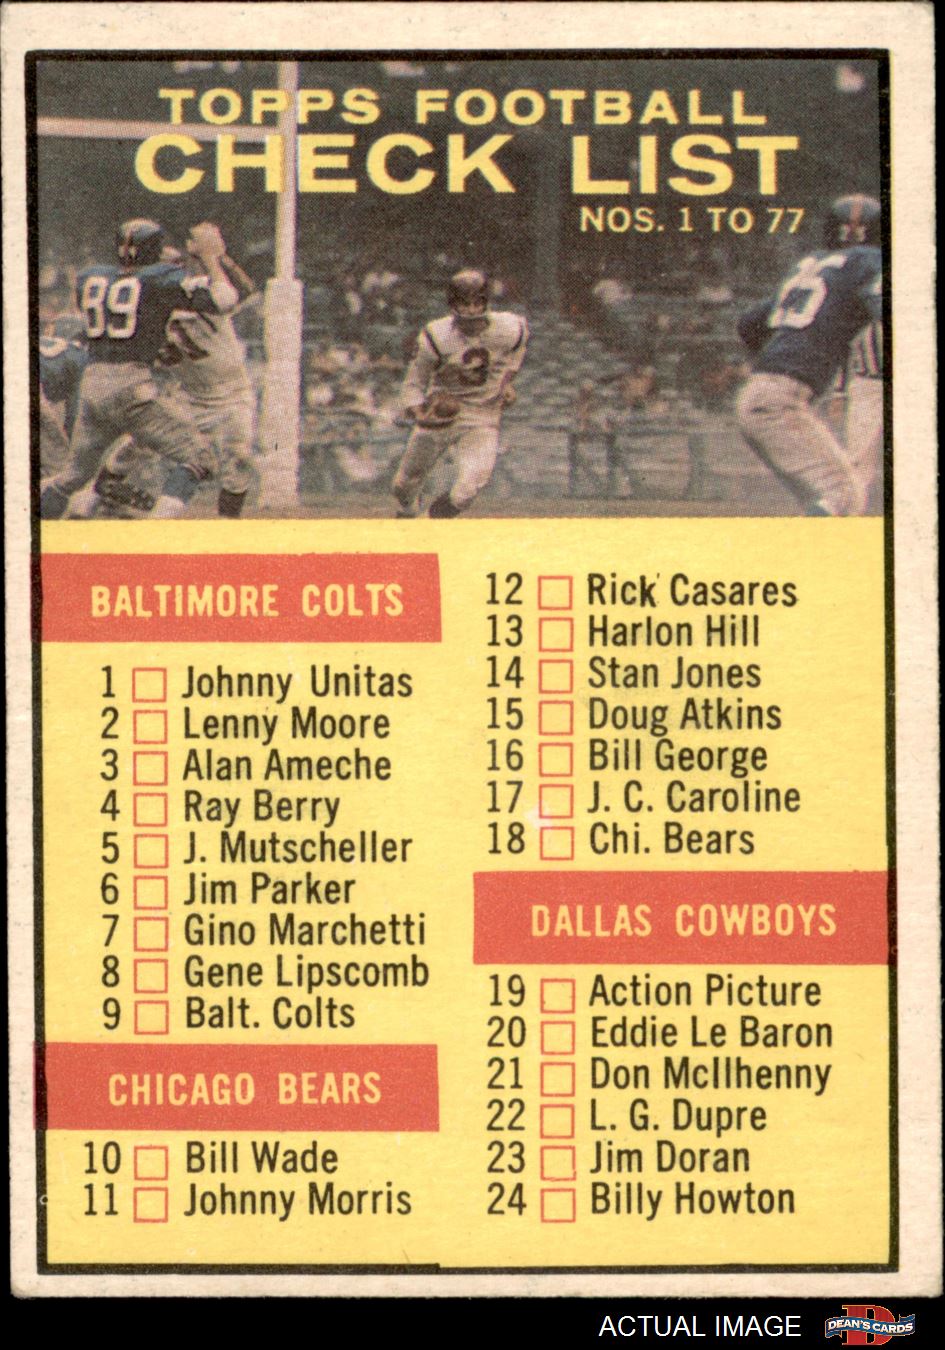 TOPPS FOOTBALL
CHECK LIST
NOS. 1 TO 77
89
3
BALTIMORE COLTS
1 Johnny Unitas
2 Lenny Moore
3 Alan Ameche
4 Ray Berry
5 J. Mutscheller
6 Jim Parker
7 Gino Marchetti
8 Gene Lipscomb
9 Balt. Colts
CHICAGO BEARS
10 Bill Wade
11 Johnny Morris
12 Rick Casares
13 Harlon Hill
14 Stan Jones
15 Doug Atkins
16 Bill George
17 J. C. Caroline
18 Chi. Bears
DALLAS COWBOYS
19 Action Picture
20 Eddie Le Baron
21 Don McIlhenny
22 L. G. Dupre
23 Jim Doran
24 Billy Howton
ACTUAL IMAGE
DEAN'S CARDS